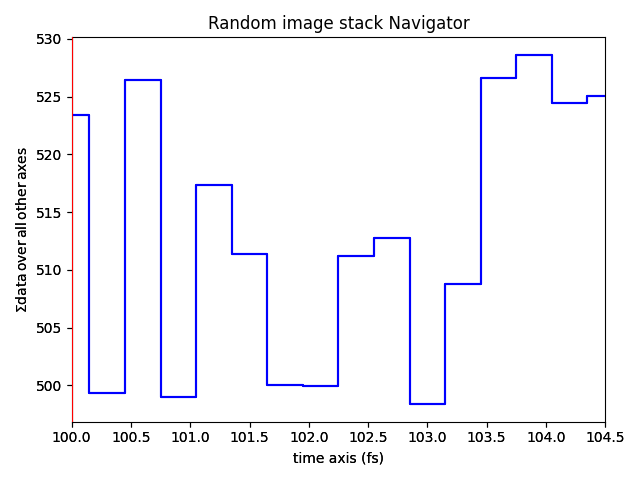 Random image stack Navigator
530
525
520
515
510
505
500
Σdata over all other axes
100.0 100.5 101.0 101.5 102.0 102.5 103.0 103.5 104.0 104.5
time axis (fs)